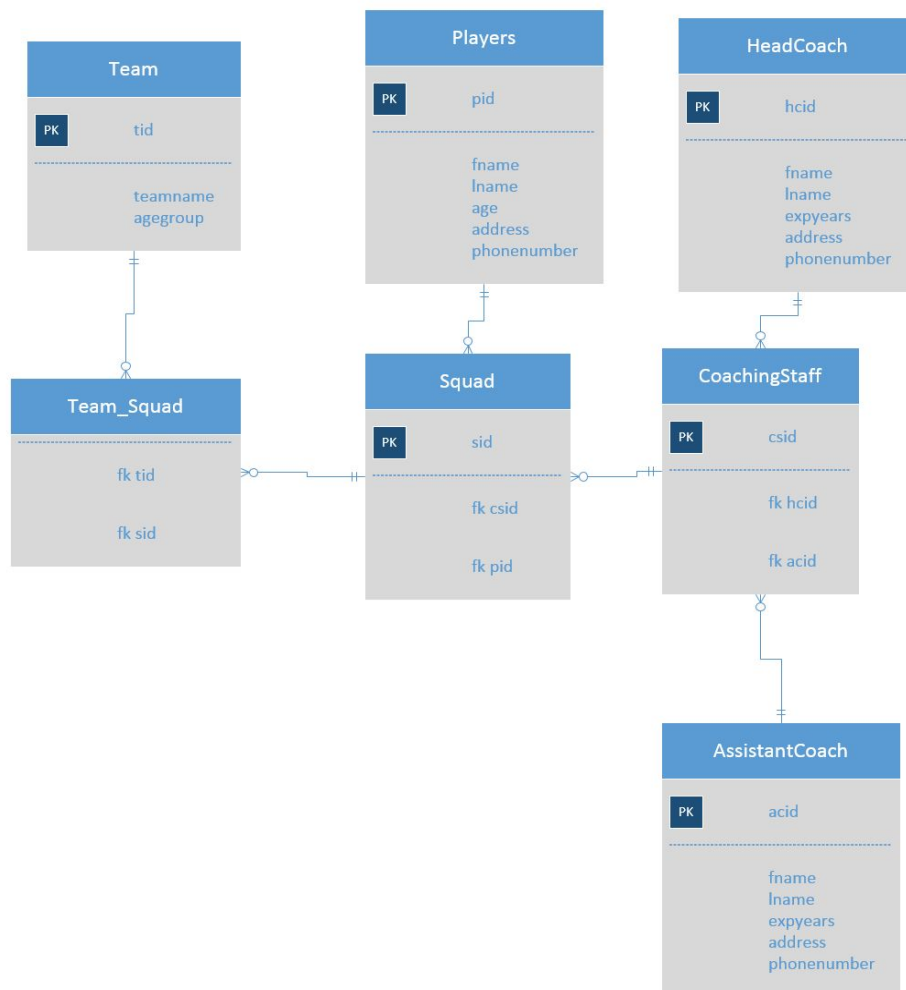 Team
PK
tid
teamname
agegroup
Players
PK
pid
fname
lname
age
address
phonenumber
HeadCoach
PK
hcid
fname
lname
expyears
address
phonenumber
Team_Squad
fk tid
fk sid
Squad
PK
sid
fk csid
fk pid
CoachingStaff
PK
csid
fk hcid
fk acid
AssistantCoach
PK
acid
fname
lname
expyears
address
phonenumber